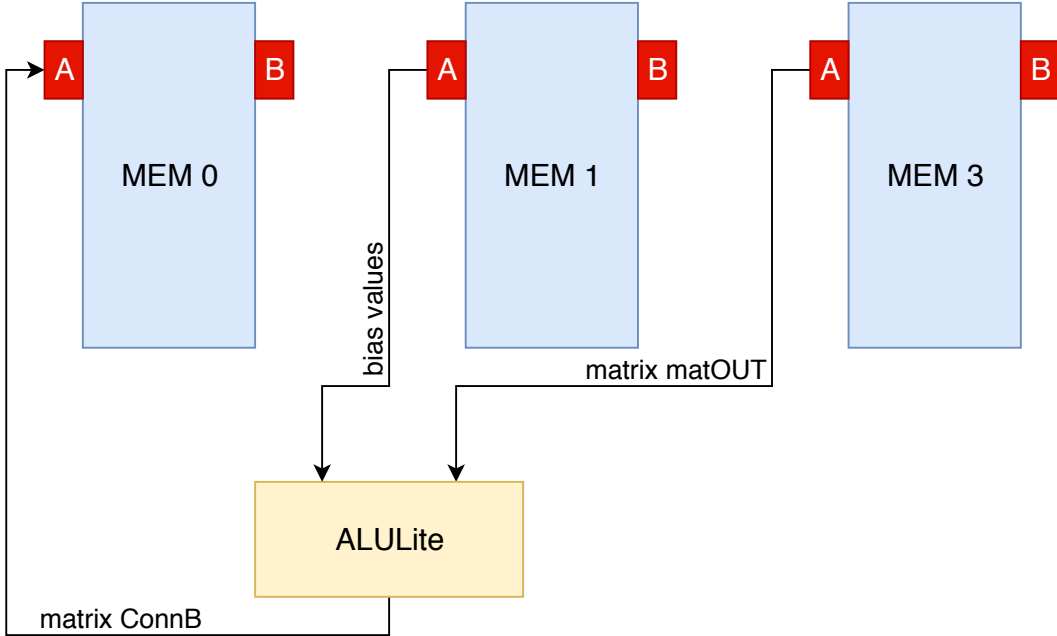 A
B
A
B
A
B
MEM 0
MEM 1
MEM 3
bias values
matrix matOUT
ALULite
matrix ConnB